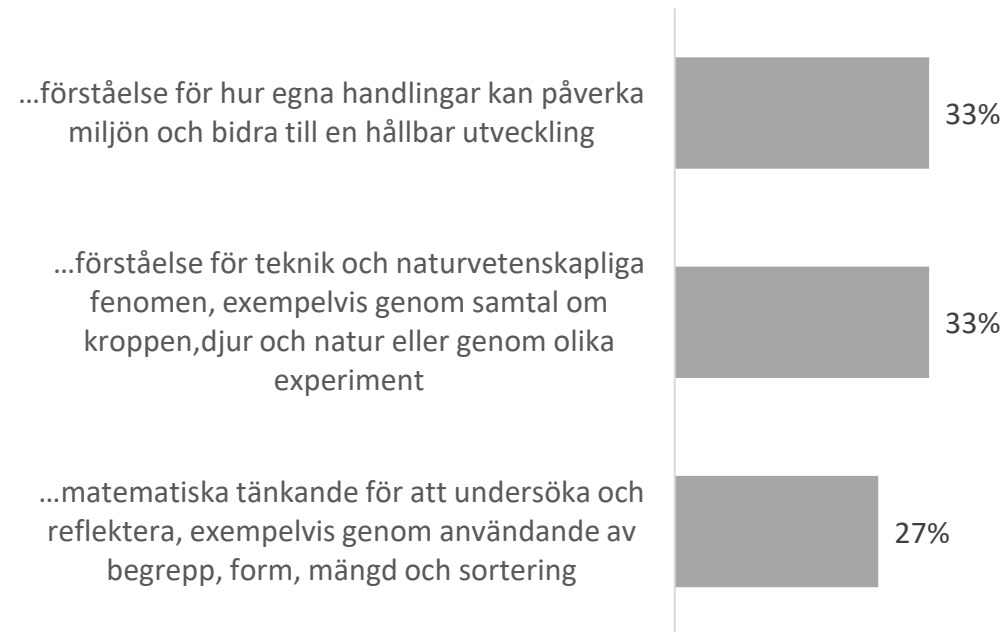 …förståelse för hur egna handlingar kan påverka
miljön och bidra till en hållbar utveckling
33%
…förståelse för teknik och naturvetenskapliga
fenomen, exempelvis genom samtal om
kroppen,djur och natur eller genom olika
experiment
33%
…matematiska tänkande för att undersöka och
reflektera, exempelvis genom användande av
begrepp, form, mängd och sortering
27%